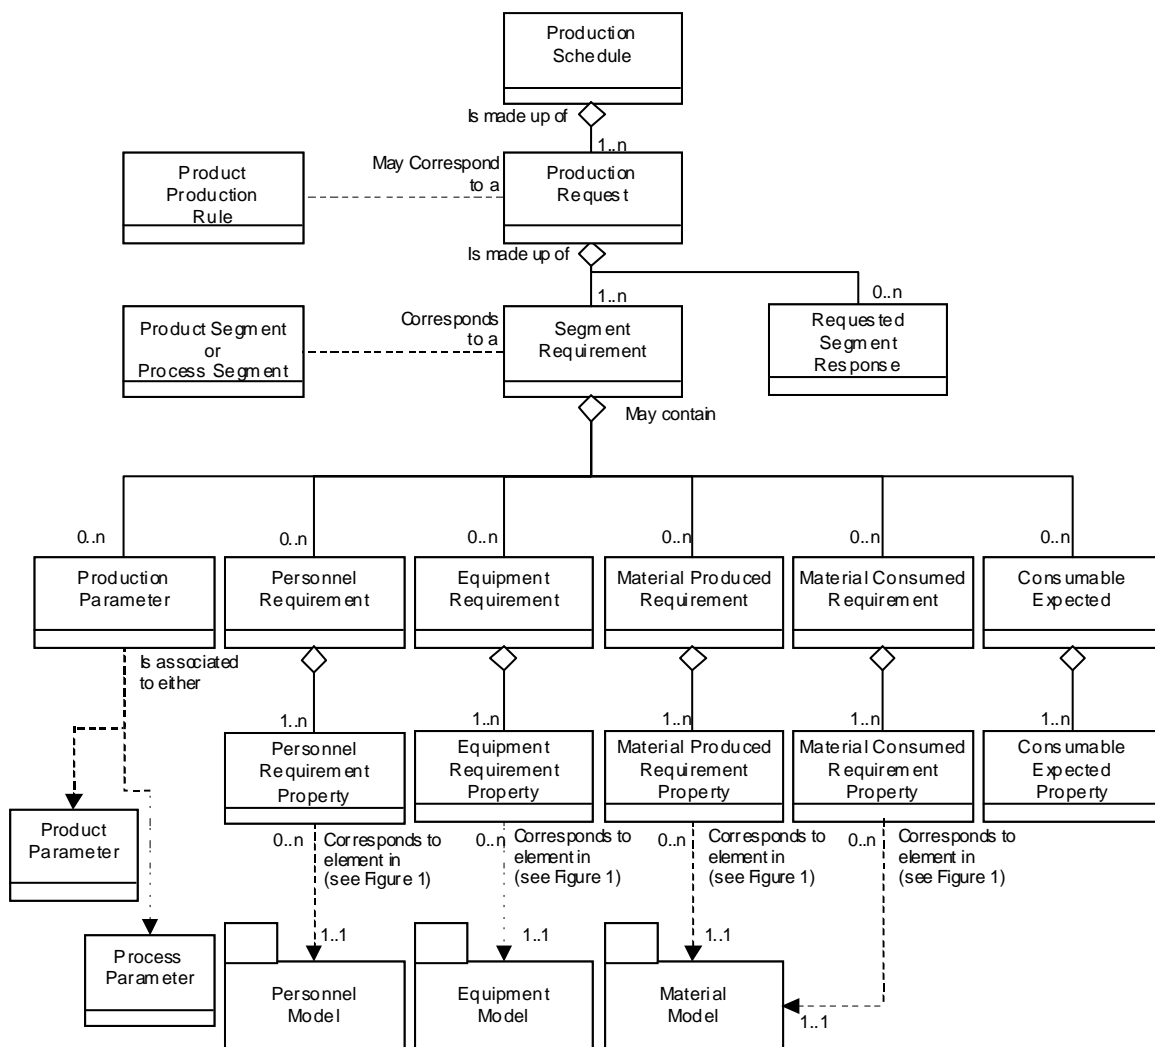 Production
Schedule
Is made up of
1..n
May Correspond
to a
Product
Production
Rule
Production
Request
Is made up of
1..n
0..n
Corresponds
to a
Product Segment
or
Process Segment
Segment
Requirement
Requested
Segment
Response
May contain
0..n
0..n
0..n
0..n
0..n
0..n
Production
Parameter
Personnel
Requirement
Equipment
Requirement
Material Produced
Requirement
Material Consumed
Requirement
Consumable
Expected
Is associated
to either
1..n
1..n
1..n
1..n
1..n
Personnel
Requirement
Property
Equipment
Requirement
Property
Material Produced
Requirement
Property
Material Consumed
Requirement
Property
Consumable
Expected
Property
Product
Parameter
0..n
Corresponds to
element in
(see Figure 1)
0..n
Corresponds to
element in
(see Figure 1)
0..n
Corresponds to
element in
(see Figure 1)
0..n
Corresponds to
element in
(see Figure 1)
1..1
1..1
1..1
Process
Parameter
Personnel
Model
Equipment
Model
Material
Model
1..1